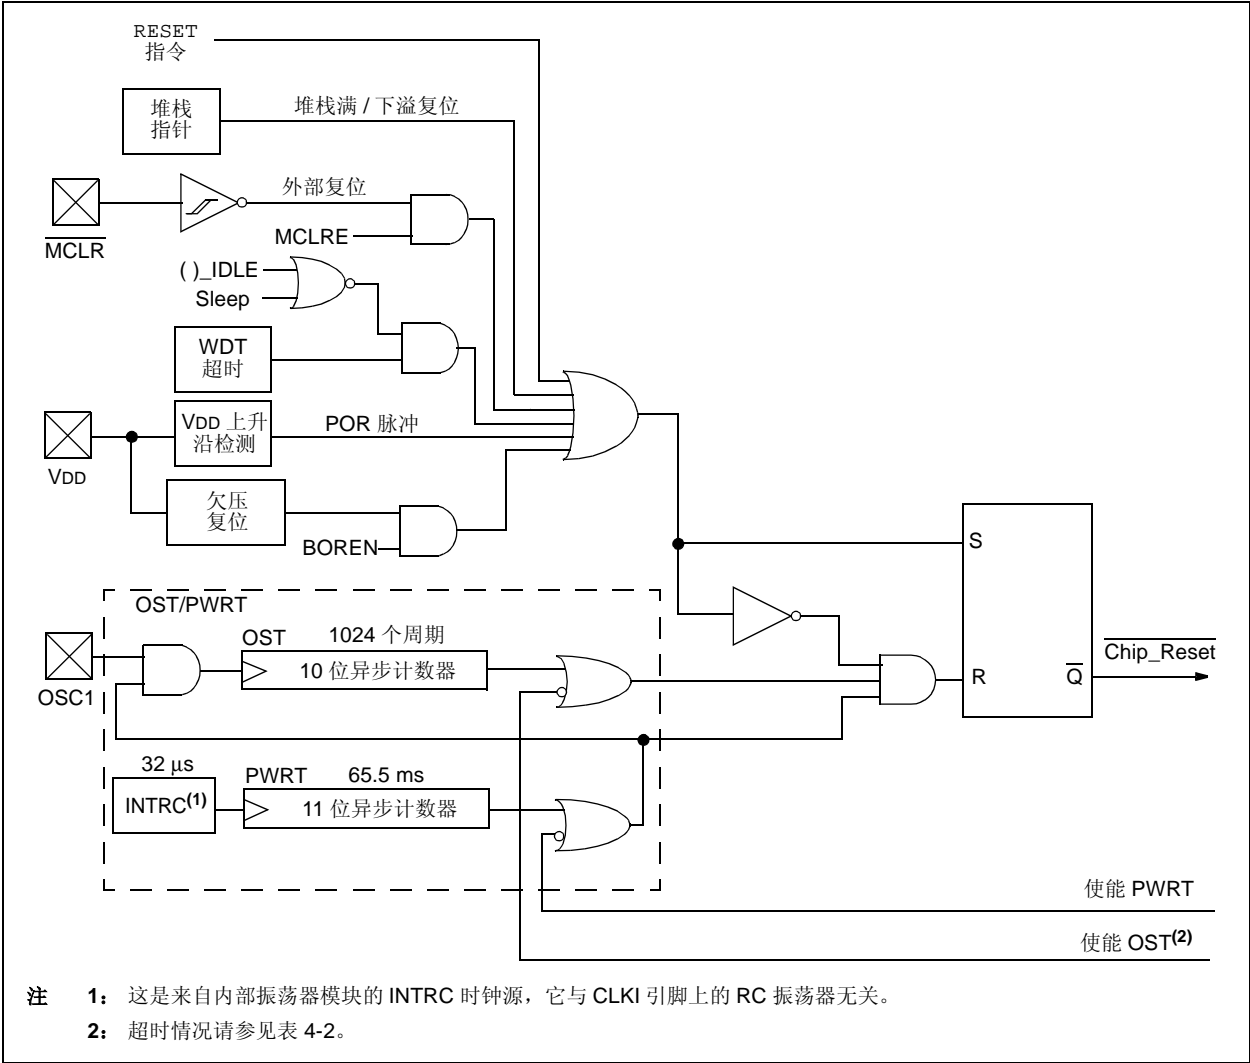 RESET
指令
堆栈
指针
堆栈满 / 下溢复位
外部复位
MCLR
MCLRE
( )_IDLE
Sleep
WDT
超时
VDD 上升
沿检测
POR 脉冲
VDD
欠压
复位
BOREN
OST/PWRT
OST
1024 个周期
10 位异步计数器
OSC1
32 μs
INTRC(1)
PWRT
65.5 ms
11 位异步计数器
S
R
Q
Chip_Reset
使能 PWRT
使能 OST(2)
注 1： 这是来自内部振荡器模块的 INTRC 时钟源，它与 CLKI 引脚上的 RC 振荡器无关。
2： 超时情况请参见表 4-2。